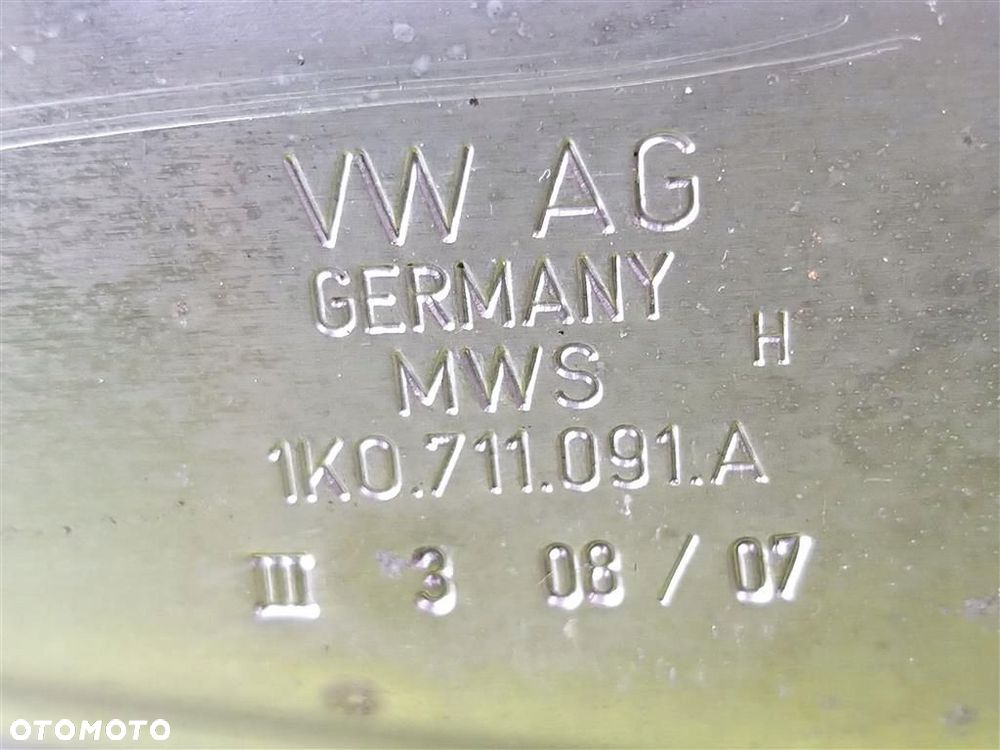 VW AG
GERMANY
MWS
H
1K0.711.091.A
III 3 08/07
OTOMOTO